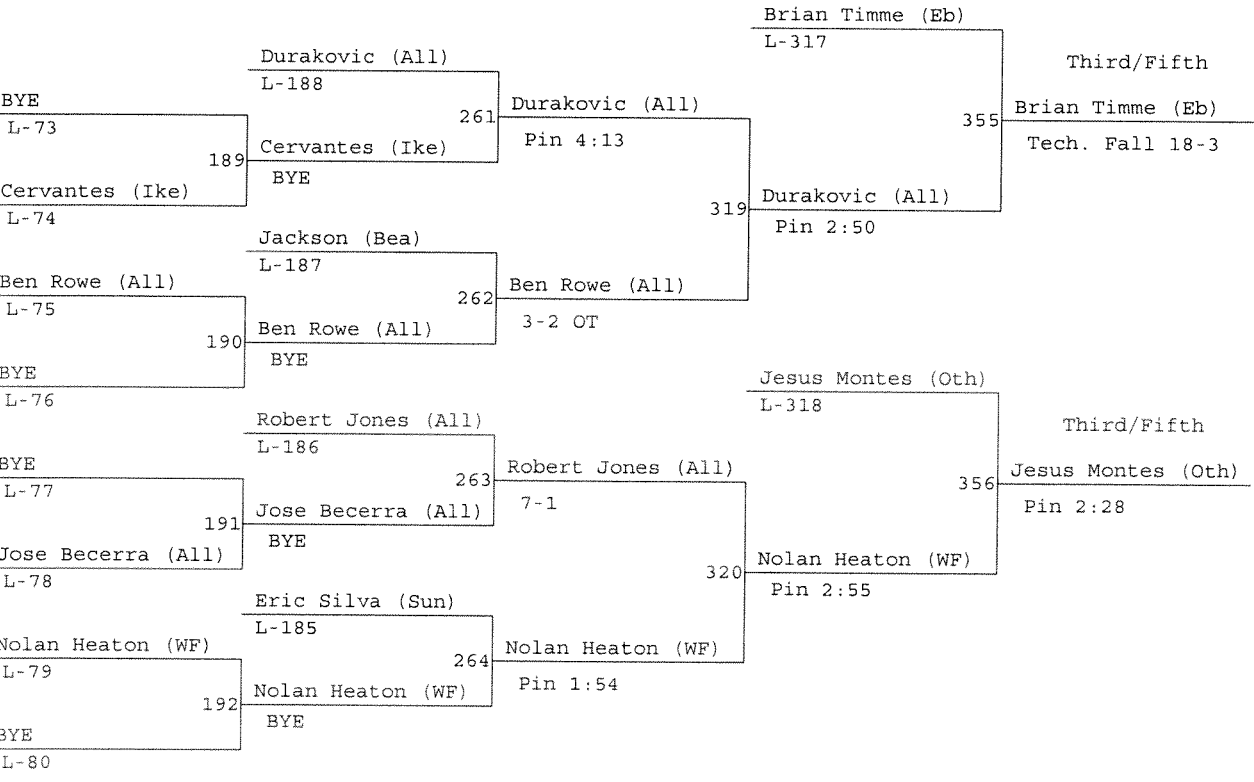 Brian Timme (Eb)
L-317
Durakovic (All)
L-188
Third/Fifth
BYE
L-73
261
Durakovic (All)
Pin 4:13
355
Brian Timme (Eb)
Tech. Fall 18-3
189
Cervantes (Ike)
BYE
Cervantes (Ike)
L-74
319
Durakovic (All)
Pin 2:50
Jackson (Bea)
L-187
Ben Rowe (All)
L-75
262
Ben Rowe (All)
3-2 OT
190
Ben Rowe (All)
BYE
BYE
L-76
Jesus Montes (Oth)
L-318
Robert Jones (All)
L-186
Third/Fifth
BYE
L-77
263
Robert Jones (All)
7-1
356
Jesus Montes (Oth)
Pin 2:28
191
Jose Becerra (All)
BYE
Jose Becerra (All)
L-78
320
Nolan Heaton (WF)
Pin 2:55
Eric Silva (Sun)
L-185
Nolan Heaton (WF)
L-79
264
Nolan Heaton (WF)
Pin 1:54
192
Nolan Heaton (WF)
BYE
BYE
L-80